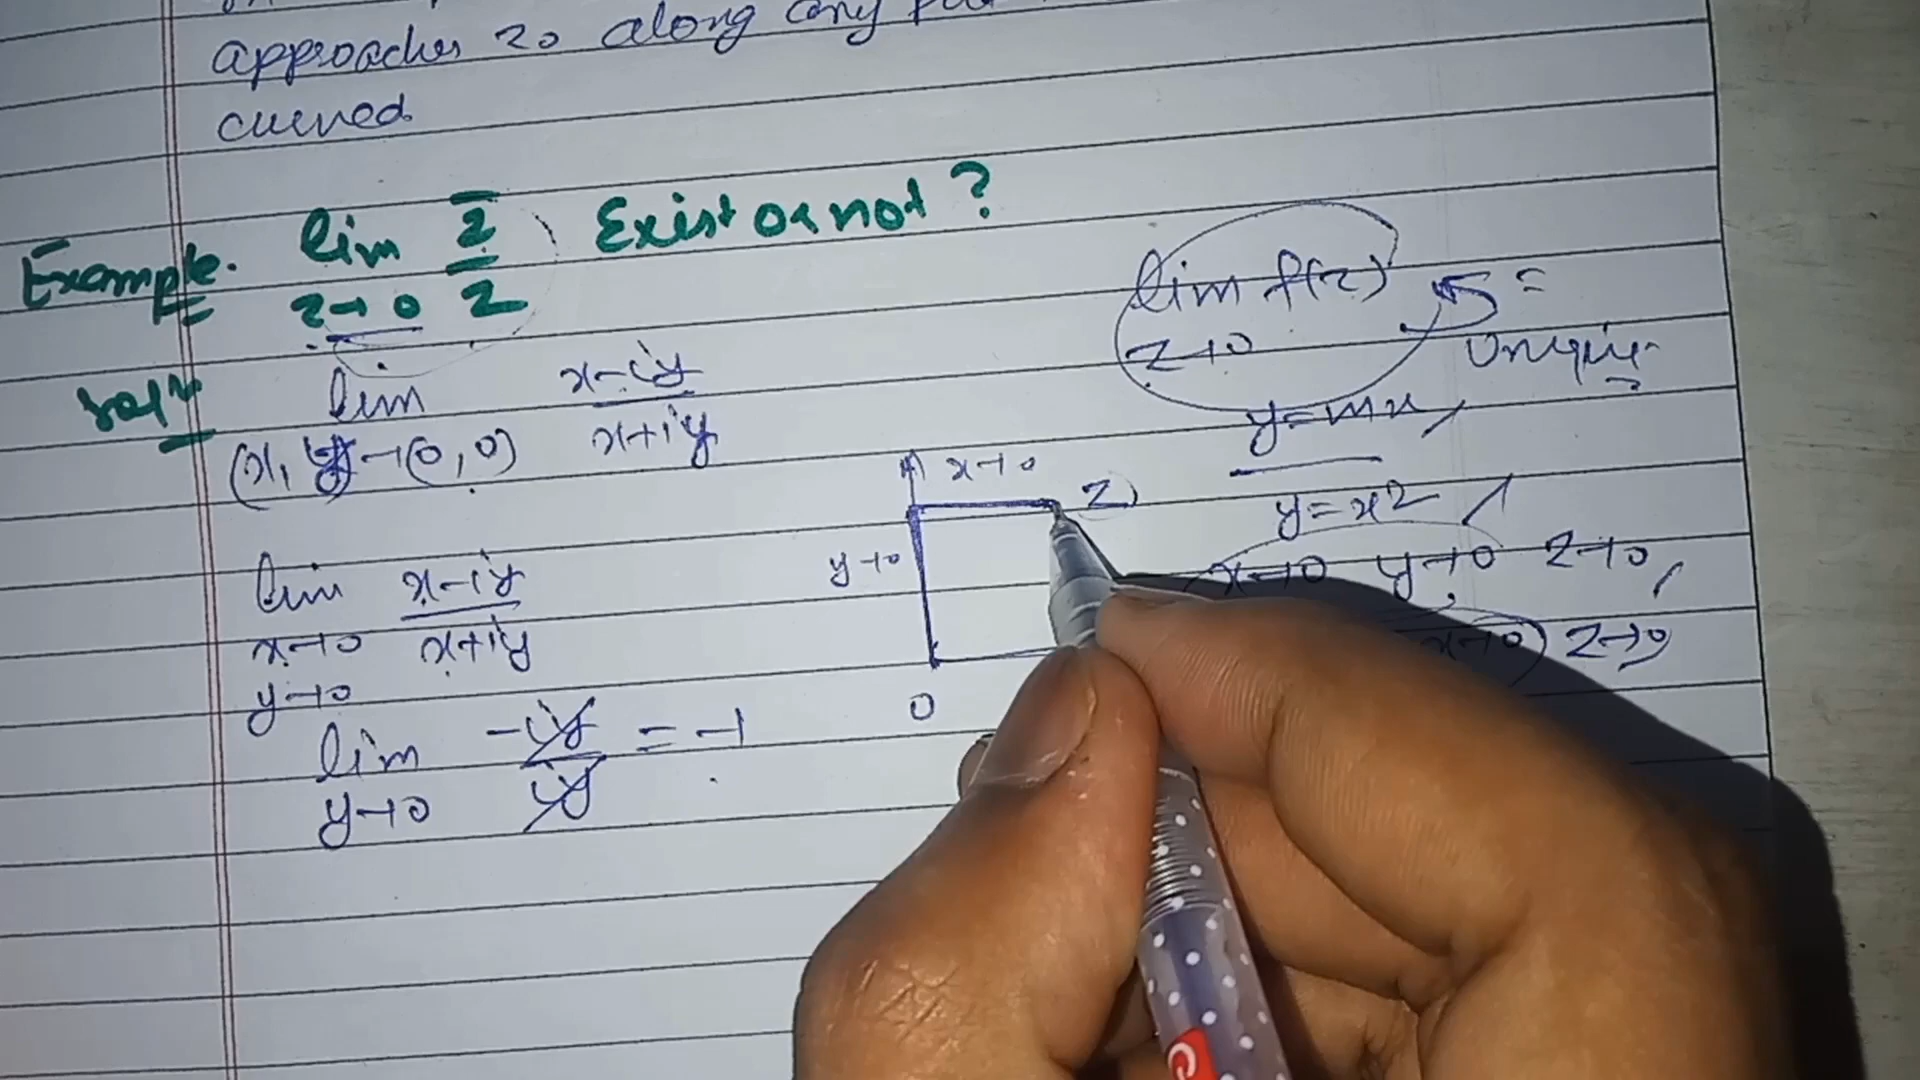 approaches z0 along any
curved
Example. lim z̅/z Exist or not?
z→0
lim f(z) =
z→0
Unique
Solⁿ lim x-iy/x+iy
(x, y)→(0,0)
y=mx
x→0 z
y=x2
y→0
x→0 y→0 z→0
lim x-iy/x+iy
x→0
y→0
x→0 z→0
0
lim -iy/iy = -1
y→0